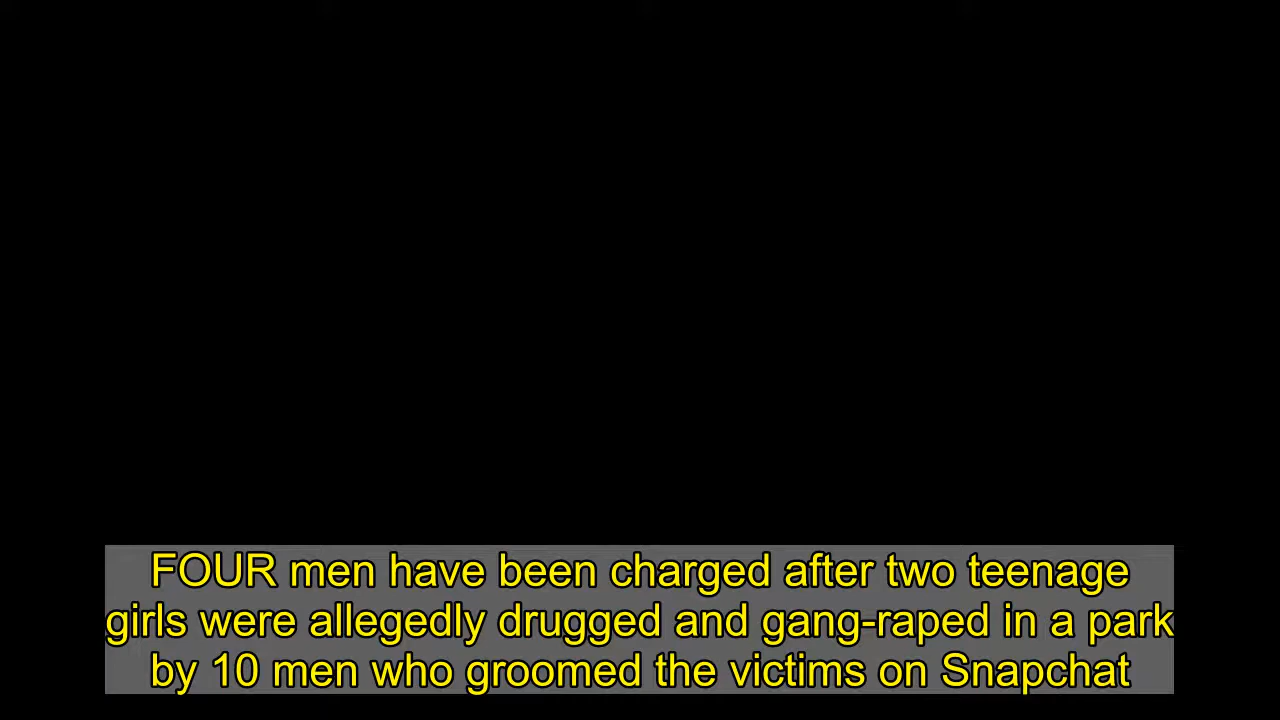 FOUR men have been charged after two teenage
girls were allegedly drugged and gang-raped in a park
by 10 men who groomed the victims on Snapchat